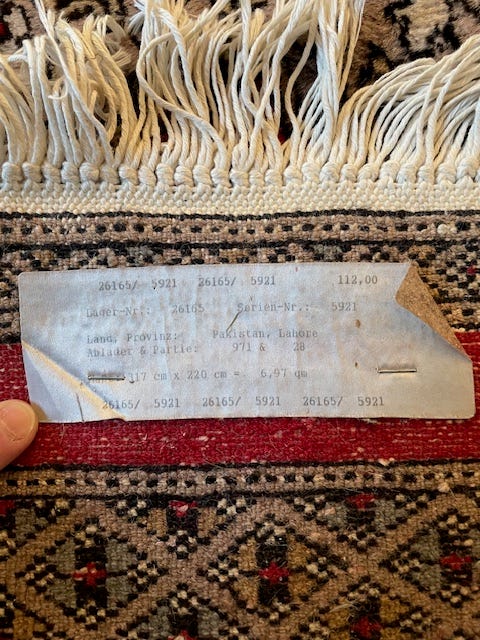 26165/ 5921 26165/ 5921 112,00
Lager-Nr.: 26165 Serien-Nr.: 5921
Land, Provinz: Pakistan, Lahore
Ablader & Partie: 971 & 28
317 cm x 220 cm = 6,97 qm
26165/ 5921 26165/ 5921 26165/ 5921